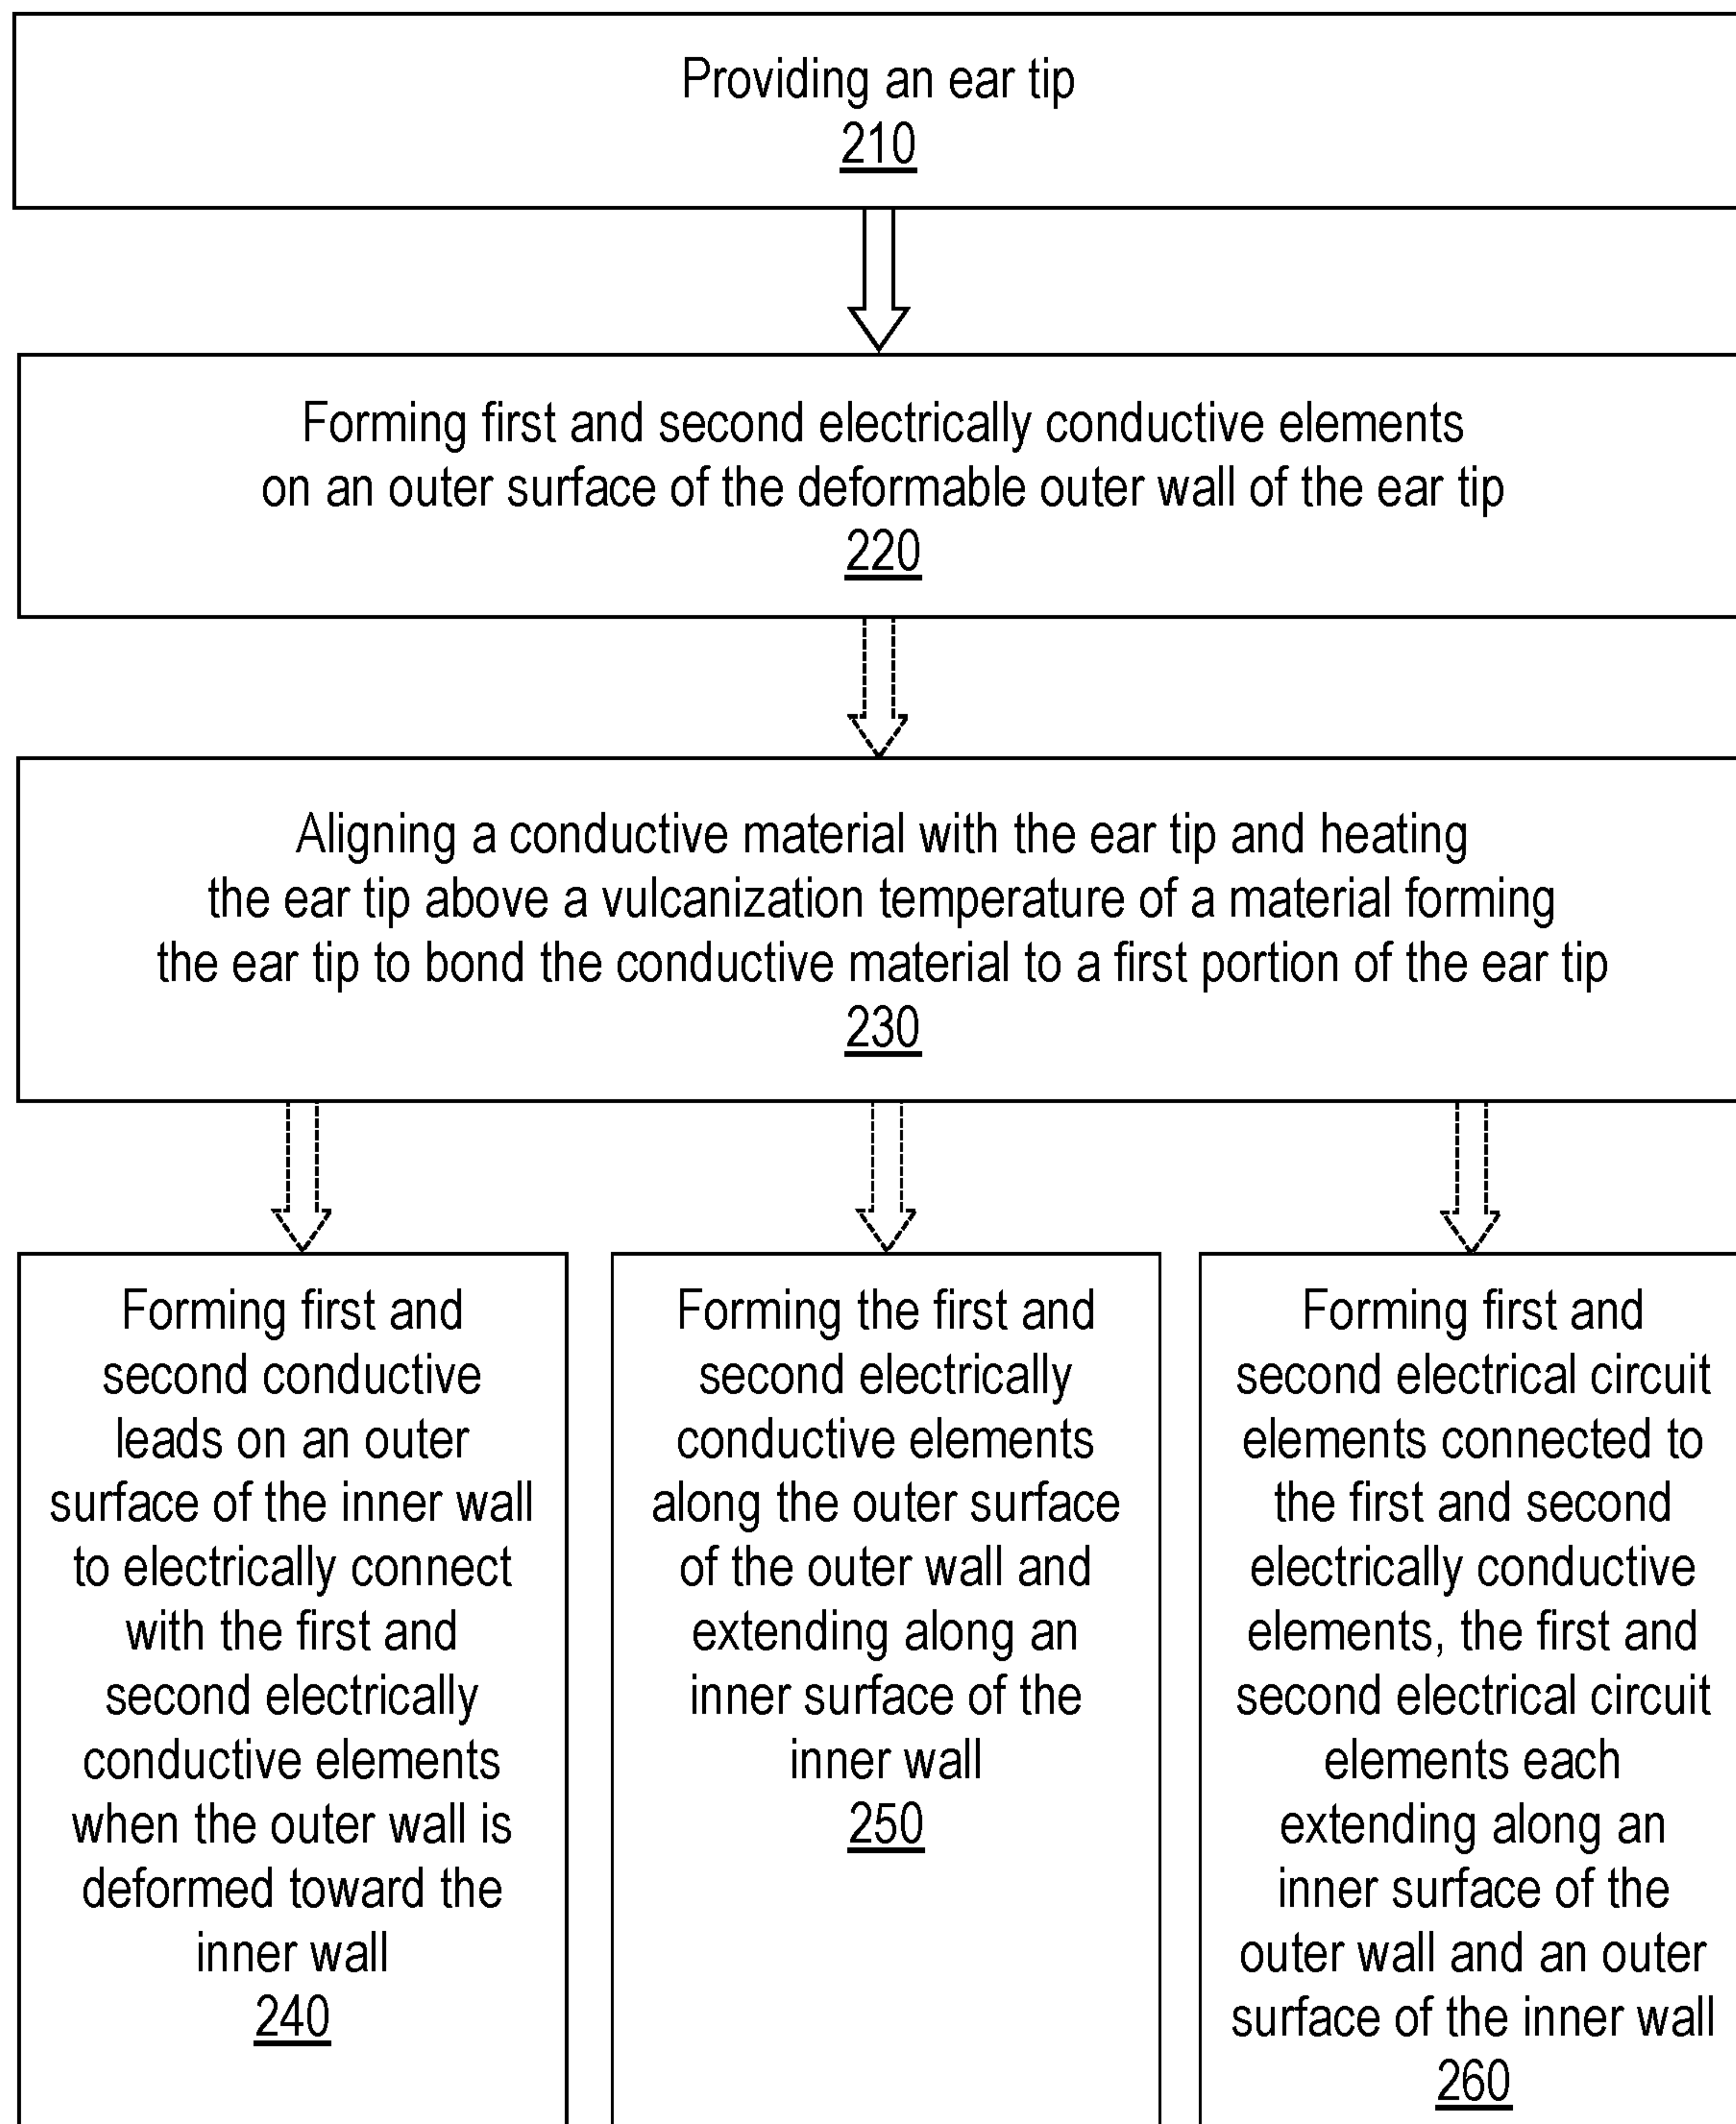 Providing an ear tip
210
Forming first and second electrically conductive elements
on an outer surface of the deformable outer wall of the ear tip
220
Aligning a conductive material with the ear tip and heating
the ear tip above a vulcanization temperature of a material forming
the ear tip to bond the conductive material to a first portion of the ear tip
230
Forming first and
second conductive
leads on an outer
surface of the inner wall
to electrically connect
with the first and
second electrically
conductive elements
when the outer wall is
deformed toward the
inner wall
240
Forming the first and
second electrically
conductive elements
along the outer surface
of the outer wall and
extending along an
inner surface of the
inner wall
250
Forming first and
second electrical circuit
elements connected to
the first and second
electrically conductive
elements, the first and
second electrical circuit
elements each
extending along an
inner surface of the
outer wall and an outer
surface of the inner wall
260